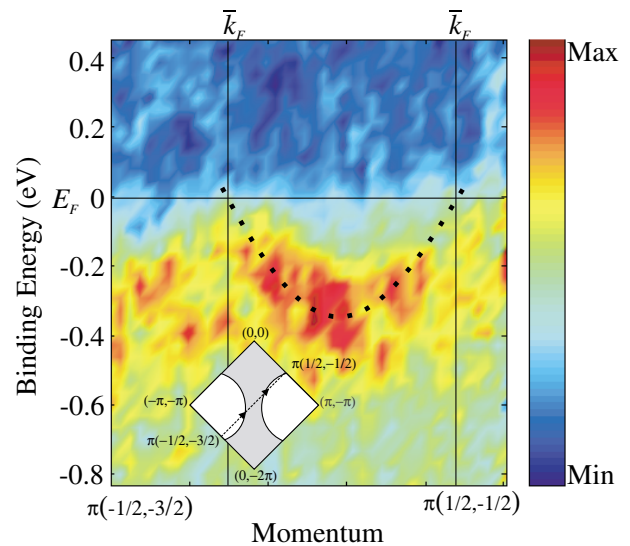 k̅_F k̅_F
Max
0.4
0.2
E_F 0
-0.2
-0.4
-0.6
-0.8
Binding Energy (eV)
(0,0)
π(1/2,−1/2)
(−π,−π)
(π,−π)
π(−1/2,−3/2)
(0,−2π)
Min
π(-1/2,-3/2) π(1/2,-1/2)
Momentum